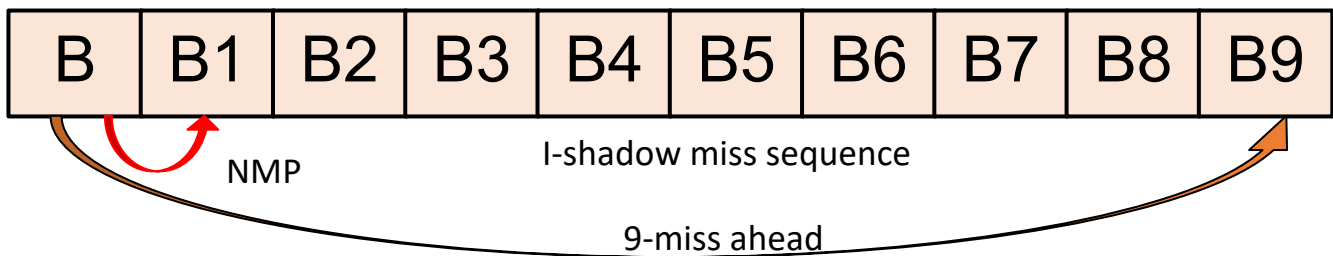 B B1 B2 B3 B4 B5 B6 B7 B8 B9
I-shadow miss sequence
NMP
9-miss ahead